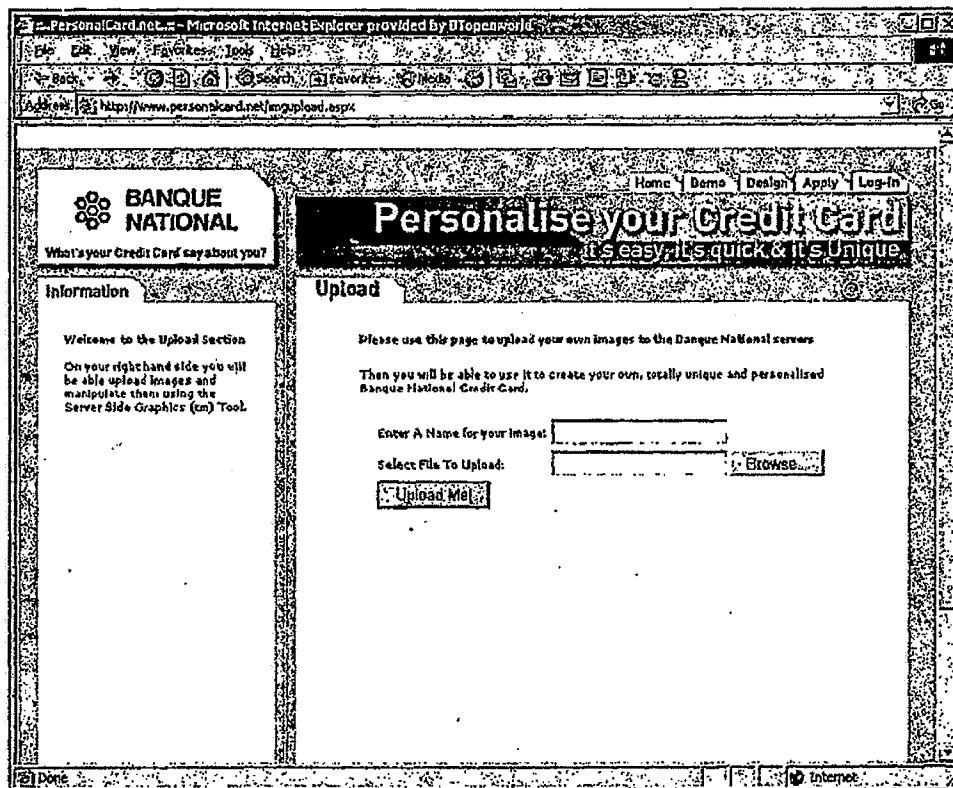 PersonalCard.net - Microsoft Internet Explorer provided by BTopenworld
File Edit View Favorites Tools Help
Back Search Favorites Media
Address http://www.personalcard.net/imgupload.aspx Go
BANQUE
NATIONAL
What's your Credit Card say about you?
Home Demo Design Apply Log-In
Personalise your Credit Card
it's easy, it's quick & it's Unique
Information
Welcome to the Upload Section
On your right hand side you will
be able upload images and
manipulate them using the
Server Side Graphics (tm) Tool.
Upload
Please use this page to upload your own images to the Banque National servers
Then you will be able to use it to create your own, totally unique and personalised
Banque National Credit Card.
Enter A Name for your Image:
Select File To Upload:
Browse...
Upload Me!
Done Internet